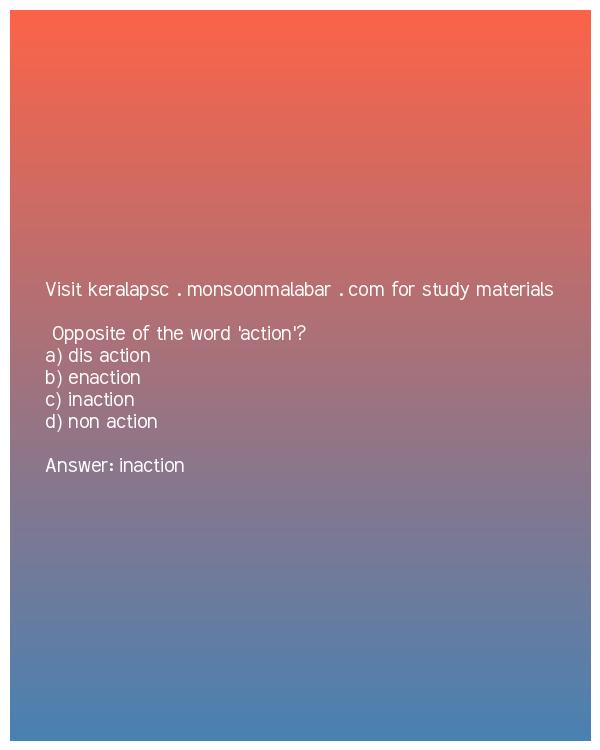 Visit keralapsc . monsoonmalabar . com for study materials
Opposite of the word 'action'?
a) dis action
b) enaction
c) inaction
d) non action
Answer: inaction